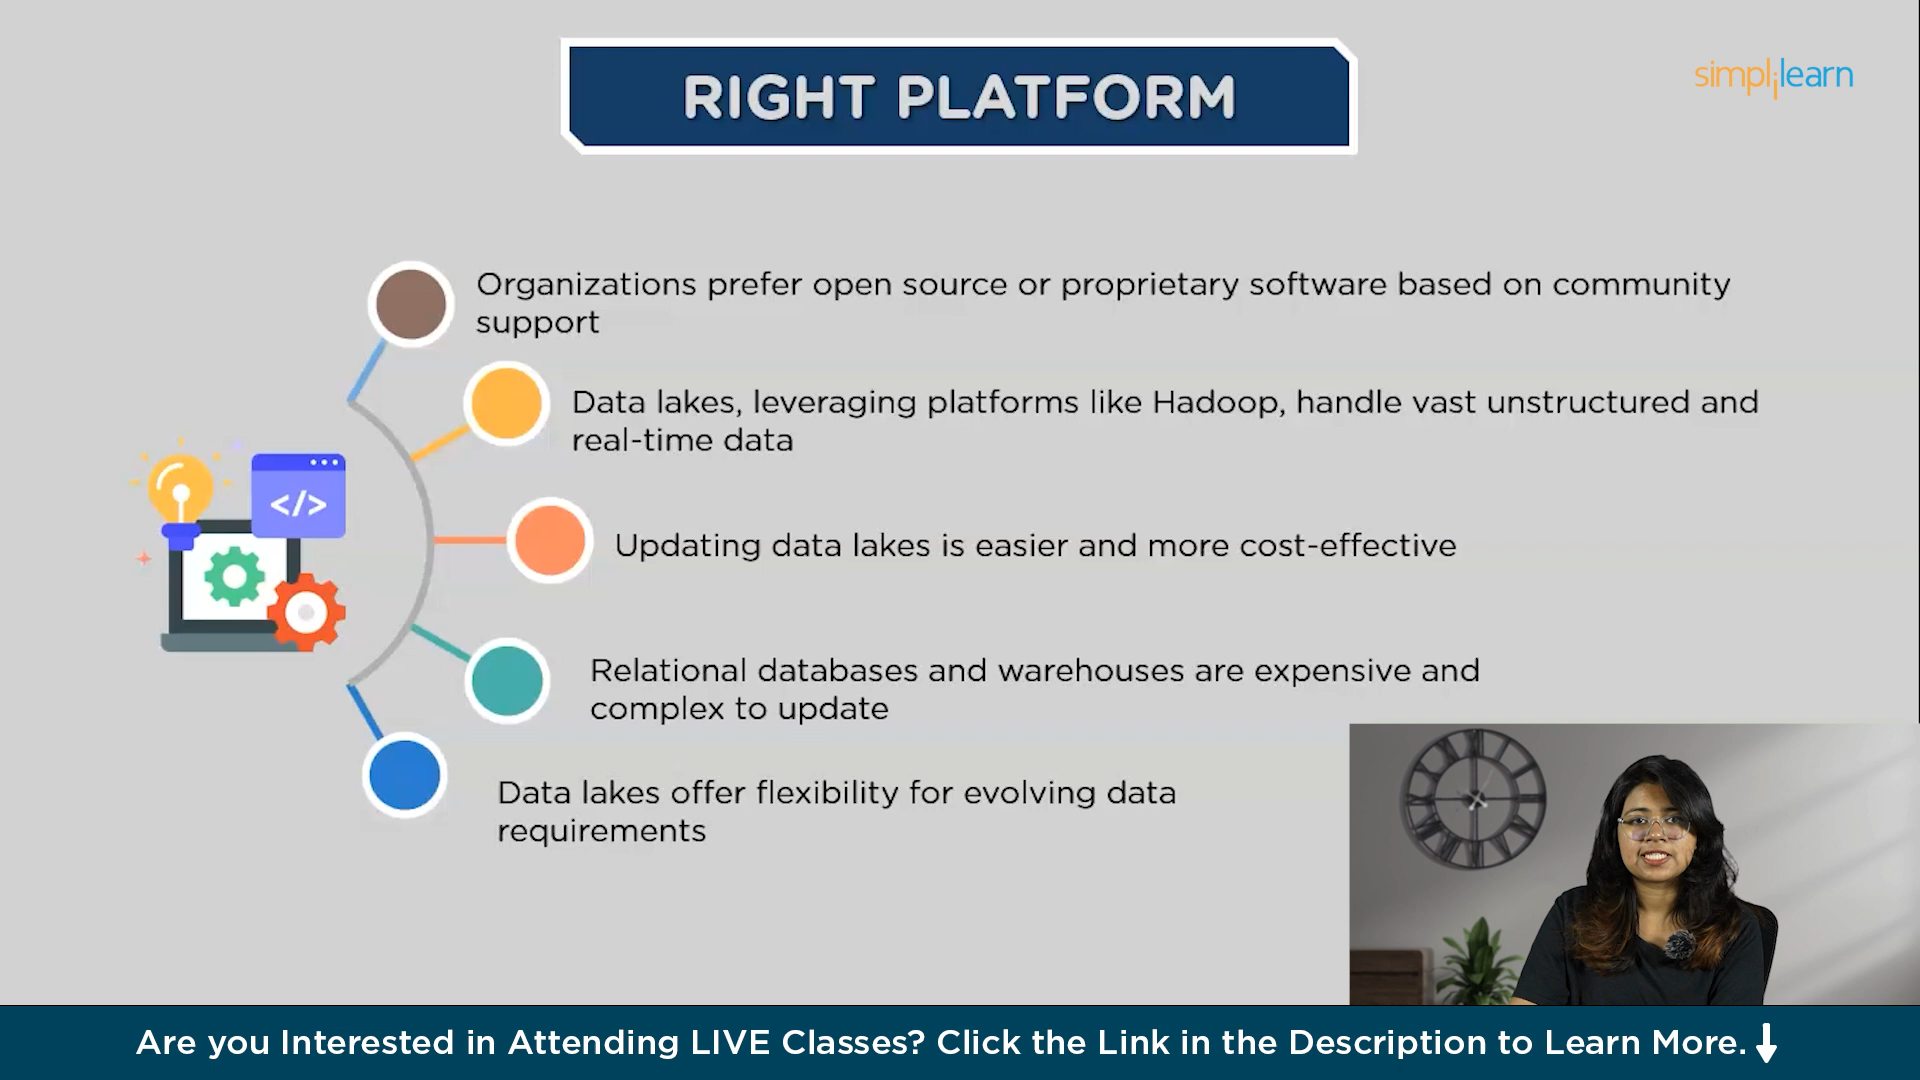 RIGHT PLATFORM
simplilearn
Organizations prefer open source or proprietary software based on community
support
Data lakes, leveraging platforms like Hadoop, handle vast unstructured and
real-time data
</>
Updating data lakes is easier and more cost-effective
Relational databases and warehouses are expensive and
complex to update
Data lakes offer flexibility for evolving data
requirements
Are you Interested in Attending LIVE Classes? Click the Link in the Description to Learn More.